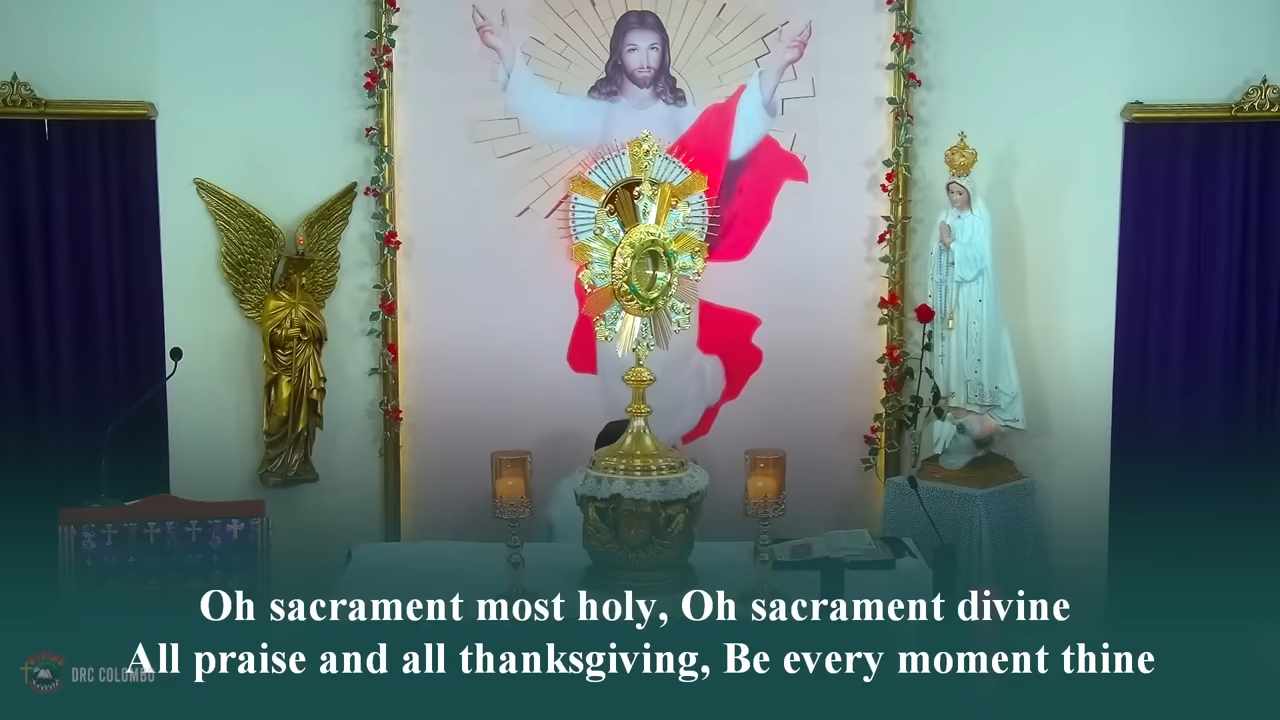 Oh sacrament most holy, Oh sacrament divine
All praise and all thanksgiving, Be every moment thine
DRC COLOMBO